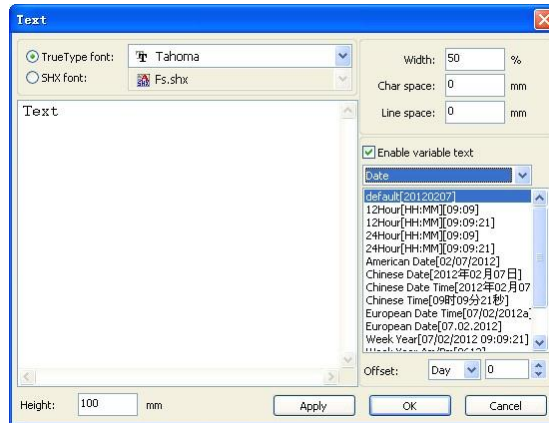 Text
TrueType font: Tahoma
SHX font: Fs.shx
Text
Width: 50 %
Char space: 0 mm
Line space: 0 mm
Enable variable text
Date
default[20120207]
12Hour[HH:MM][09:09]
12Hour[HH:MM][09:09:21]
24Hour[HH:MM][09:09]
24Hour[HH:MM][09:09:21]
American Date[02/07/2012]
Chinese Date[2012年02月07日]
Chinese Date Time[2012年02月07
Chinese Time[09时09分21秒]
European Date Time[07/02/2012a]
European Date[07.02.2012]
Week Year[07/02/2012 09:09:21]
Offset: Day 0
Height: 100 mm
Apply
OK
Cancel